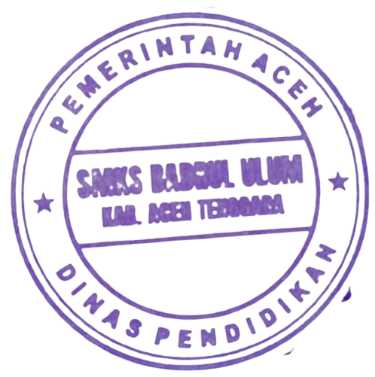 PEMERINTAH ACEH
SMKS BADRUL ULUM
KAB. ACEH TENGGARA
DINAS PENDIDIKAN